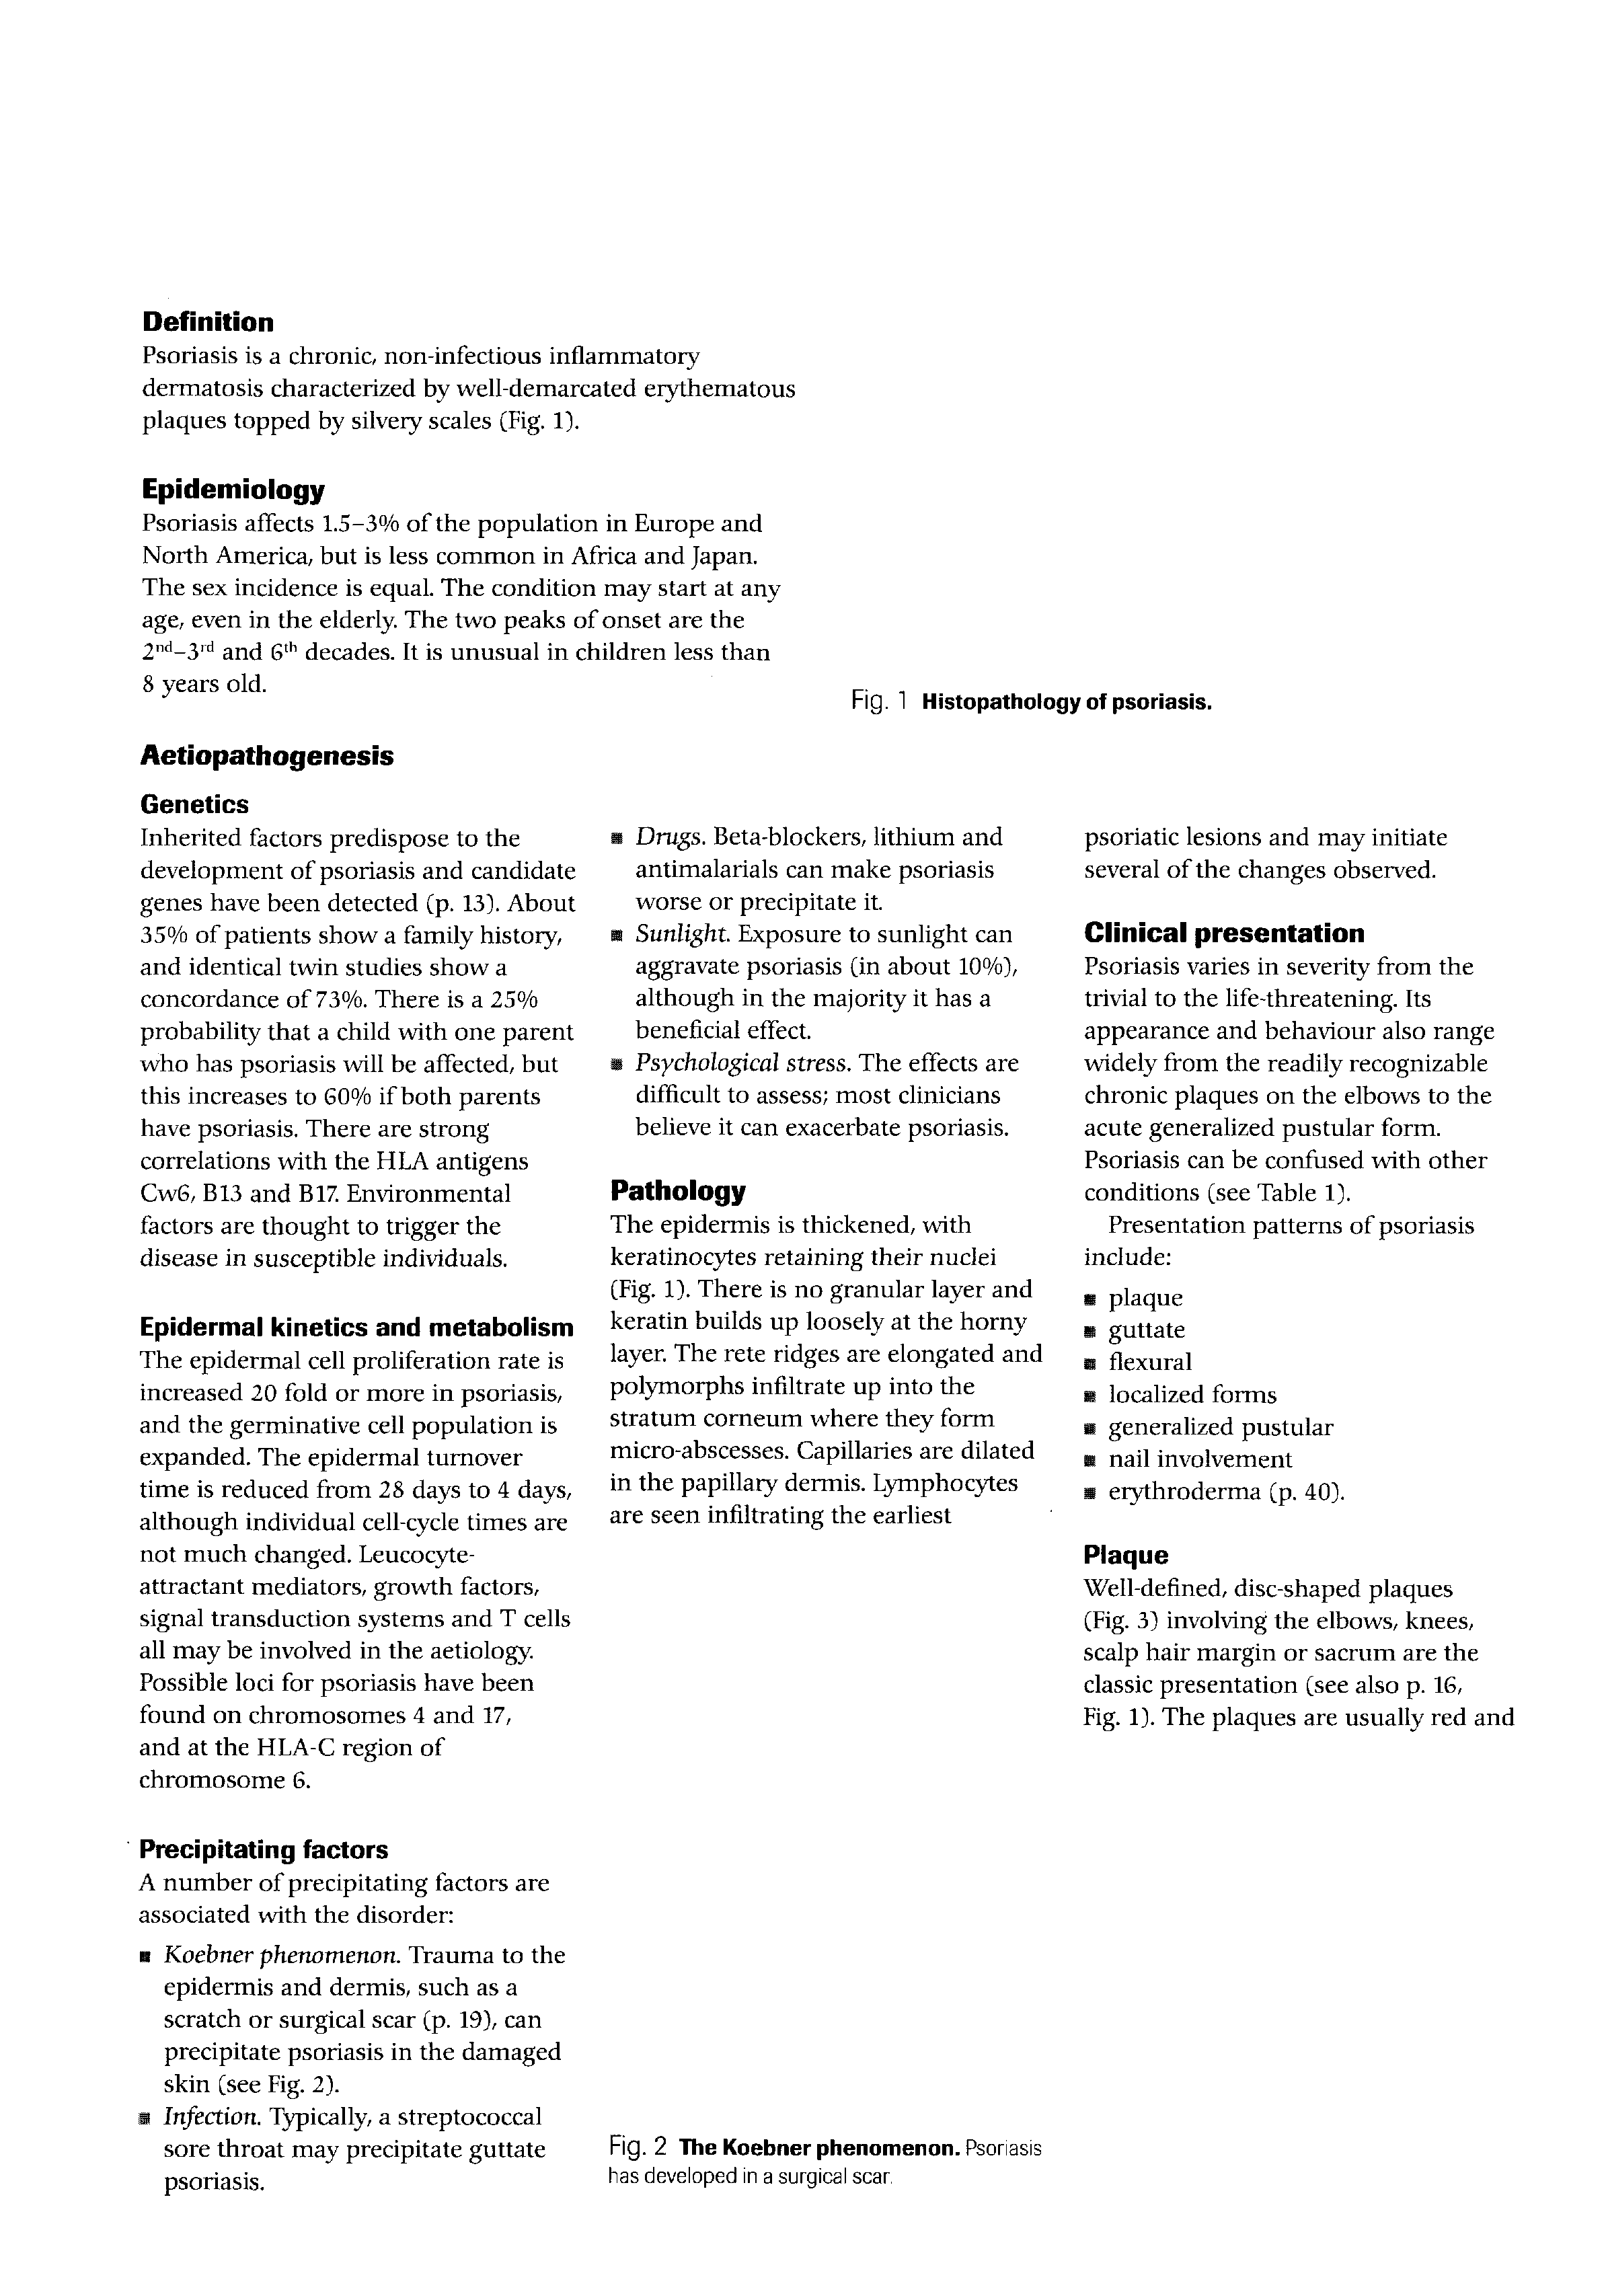 Definition
Psoriasis is a chronic, non-infectious inflammatory
dermatosis characterized by well-demarcated erythematous
plaques topped by silvery scales (Fig. 1).
Epidemiology
Psoriasis affects 1.5–3% of the population in Europe and
North America, but is less common in Africa and Japan.
The sex incidence is equal. The condition may start at any
age, even in the elderly. The two peaks of onset are the
2nd–3rd and 6th decades. It is unusual in children less than
8 years old.
Fig. 1 Histopathology of psoriasis.
Aetiopathogenesis
Genetics
Inherited factors predispose to the
development of psoriasis and candidate
genes have been detected (p. 13). About
35% of patients show a family history,
and identical twin studies show a
concordance of 73%. There is a 25%
probability that a child with one parent
who has psoriasis will be affected, but
this increases to 60% if both parents
have psoriasis. There are strong
correlations with the HLA antigens
Cw6, B13 and B17. Environmental
factors are thought to trigger the
disease in susceptible individuals.
Epidermal kinetics and metabolism
The epidermal cell proliferation rate is
increased 20 fold or more in psoriasis,
and the germinative cell population is
expanded. The epidermal turnover
time is reduced from 28 days to 4 days,
although individual cell-cycle times are
not much changed. Leucocyte-
attractant mediators, growth factors,
signal transduction systems and T cells
all may be involved in the aetiology.
Possible loci for psoriasis have been
found on chromosomes 4 and 17,
and at the HLA-C region of
chromosome 6.
Precipitating factors
A number of precipitating factors are
associated with the disorder:
■ Koebner phenomenon. Trauma to the
epidermis and dermis, such as a
scratch or surgical scar (p. 19), can
precipitate psoriasis in the damaged
skin (see Fig. 2).
■ Infection. Typically, a streptococcal
sore throat may precipitate guttate
psoriasis.
■ Drugs. Beta-blockers, lithium and
antimalarials can make psoriasis
worse or precipitate it.
■ Sunlight. Exposure to sunlight can
aggravate psoriasis (in about 10%),
although in the majority it has a
beneficial effect.
■ Psychological stress. The effects are
difficult to assess; most clinicians
believe it can exacerbate psoriasis.
Pathology
The epidermis is thickened, with
keratinocytes retaining their nuclei
(Fig. 1). There is no granular layer and
keratin builds up loosely at the horny
layer. The rete ridges are elongated and
polymorphs infiltrate up into the
stratum corneum where they form
micro-abscesses. Capillaries are dilated
in the papillary dermis. Lymphocytes
are seen infiltrating the earliest
Fig. 2 The Koebner phenomenon. Psoriasis
has developed in a surgical scar.
psoriatic lesions and may initiate
several of the changes observed.
Clinical presentation
Psoriasis varies in severity from the
trivial to the life-threatening. Its
appearance and behaviour also range
widely from the readily recognizable
chronic plaques on the elbows to the
acute generalized pustular form.
Psoriasis can be confused with other
conditions (see Table 1).
Presentation patterns of psoriasis
include:
■ plaque
■ guttate
■ flexural
■ localized forms
■ generalized pustular
■ nail involvement
■ erythroderma (p. 40).
Plaque
Well-defined, disc-shaped plaques
(Fig. 3) involving the elbows, knees,
scalp hair margin or sacrum are the
classic presentation (see also p. 16,
Fig. 1). The plaques are usually red and